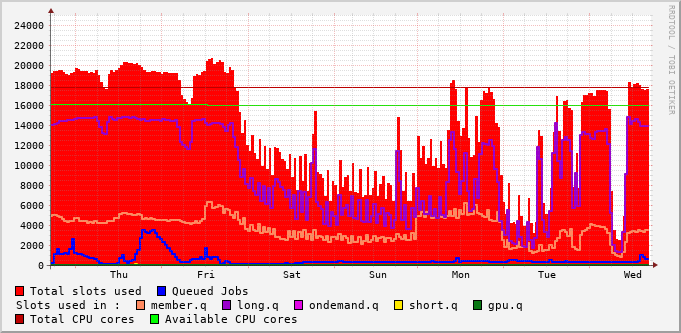 24000
22000
20000
18000
16000
14000
12000
10000
8000
6000
4000
2000
0
Thu Fri Sat Sun Mon Tue Wed
RRDTOOL / TOBI OETIKER
Total slots used Queued Jobs
Slots used in : member.q long.q ondemand.q short.q gpu.q
Total CPU cores Available CPU cores